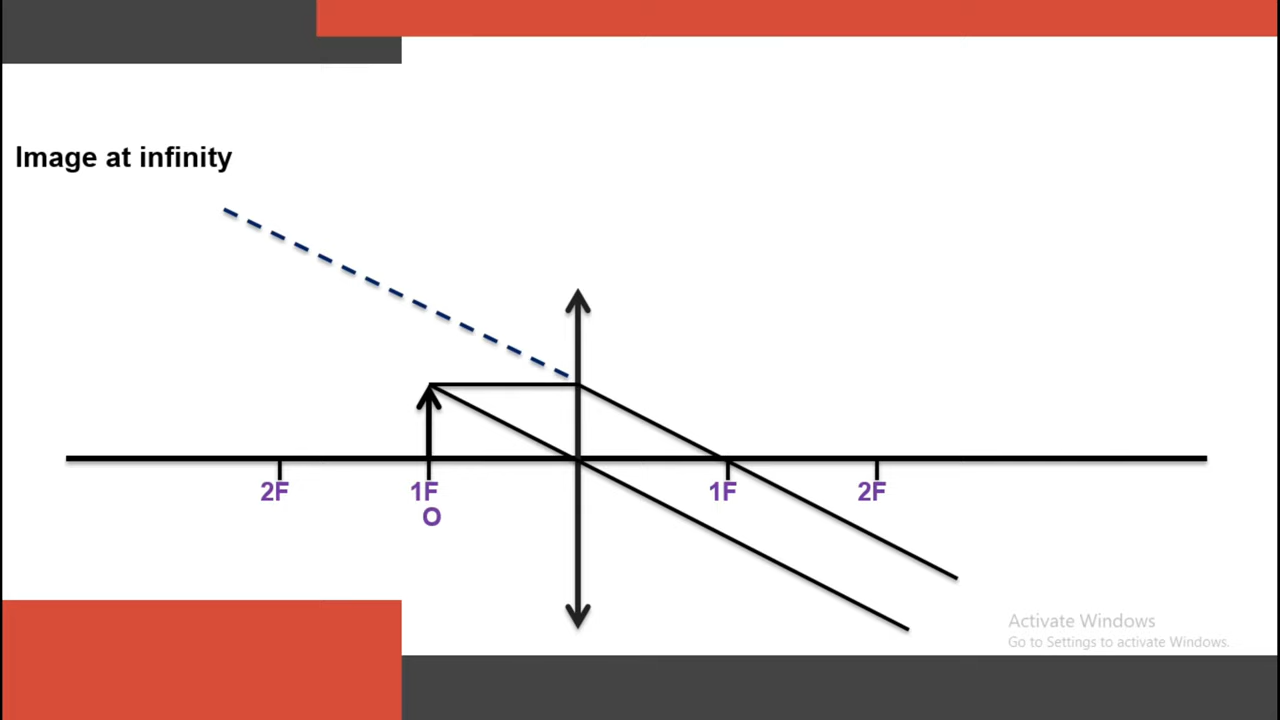 Image at infinity
2F 1F 1F 2F
O
Activate Windows
Go to Settings to activate Windows.